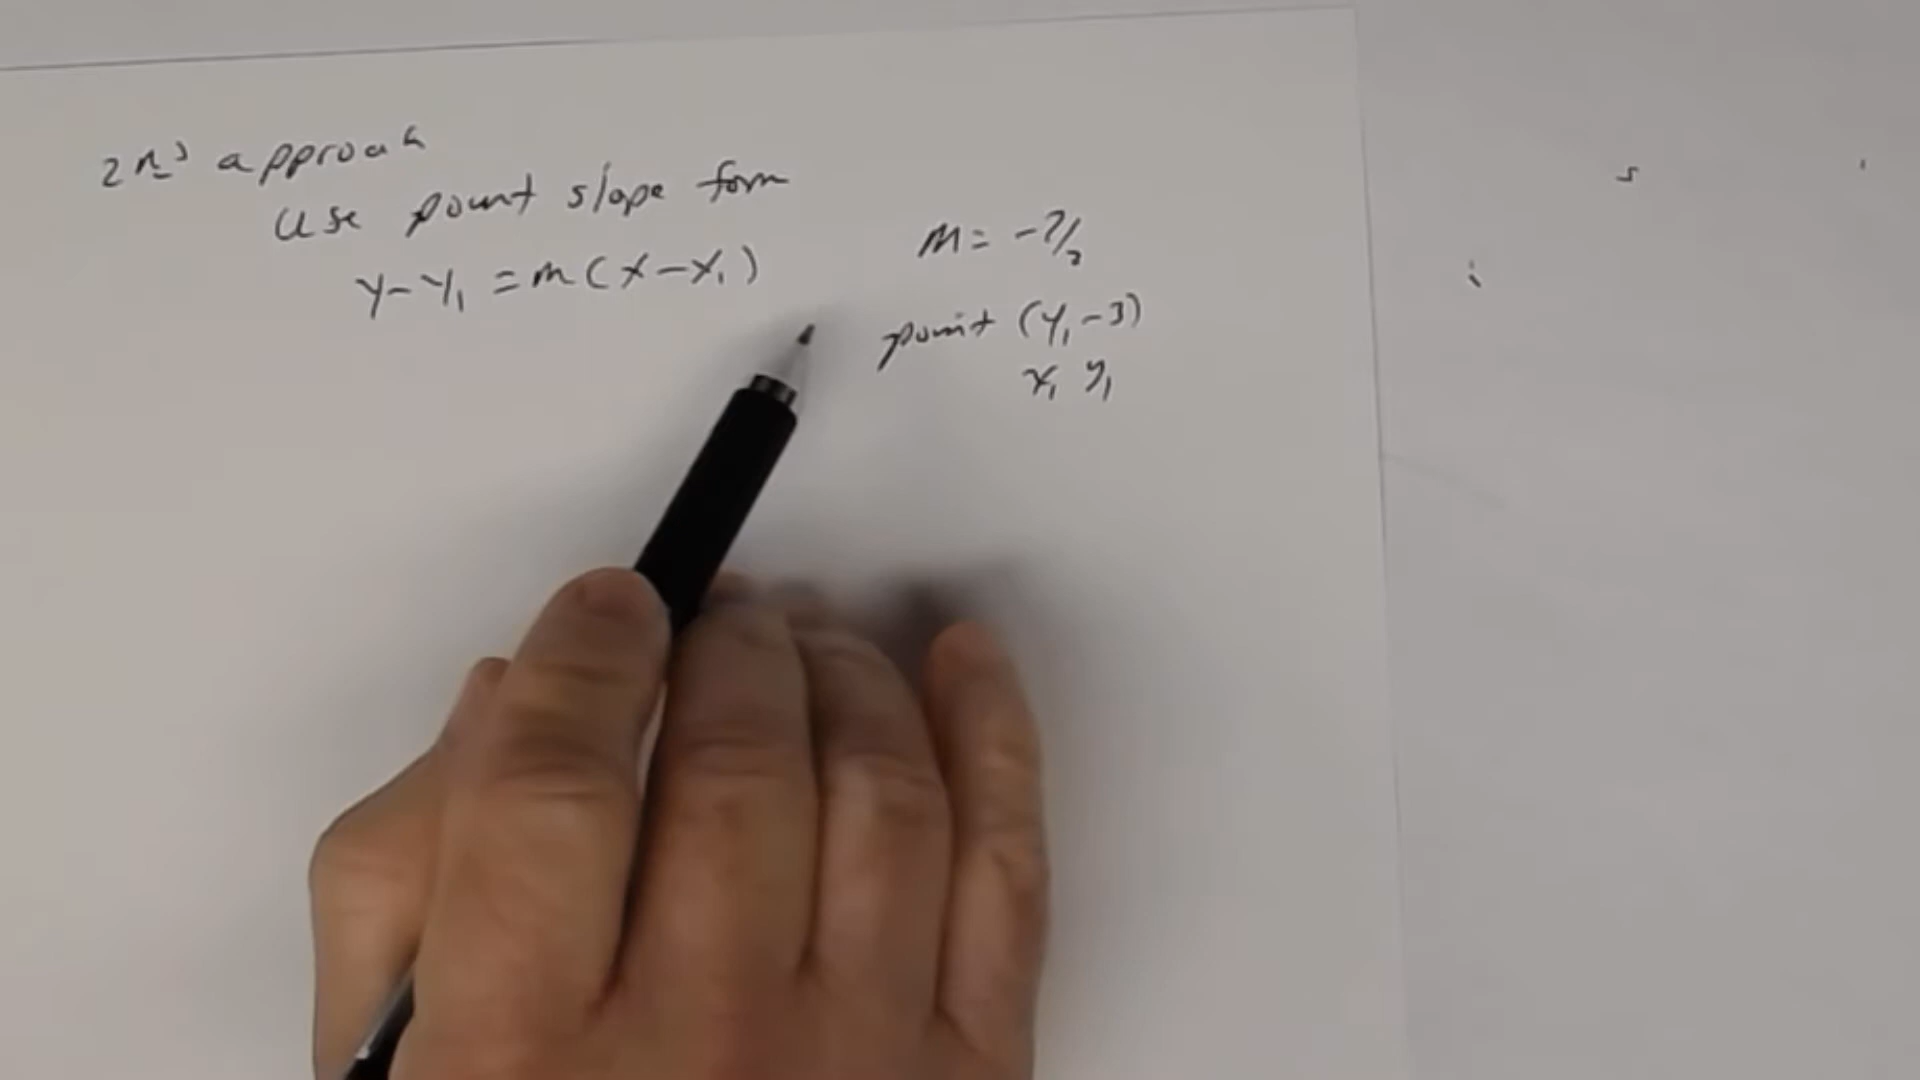 2nd approach
Use point slope form
y - y₁ = m(x - x₁)
m = -7/2
point (4, -3)
x₁ y₁